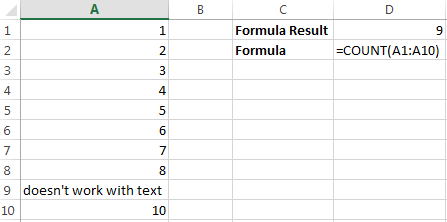 A B C D
1 1 Formula Result 9
2 2 Formula =COUNT(A1:A10)
3 3
4 4
5 5
6 6
7 7
8 8
9 doesn't work with text
10 10